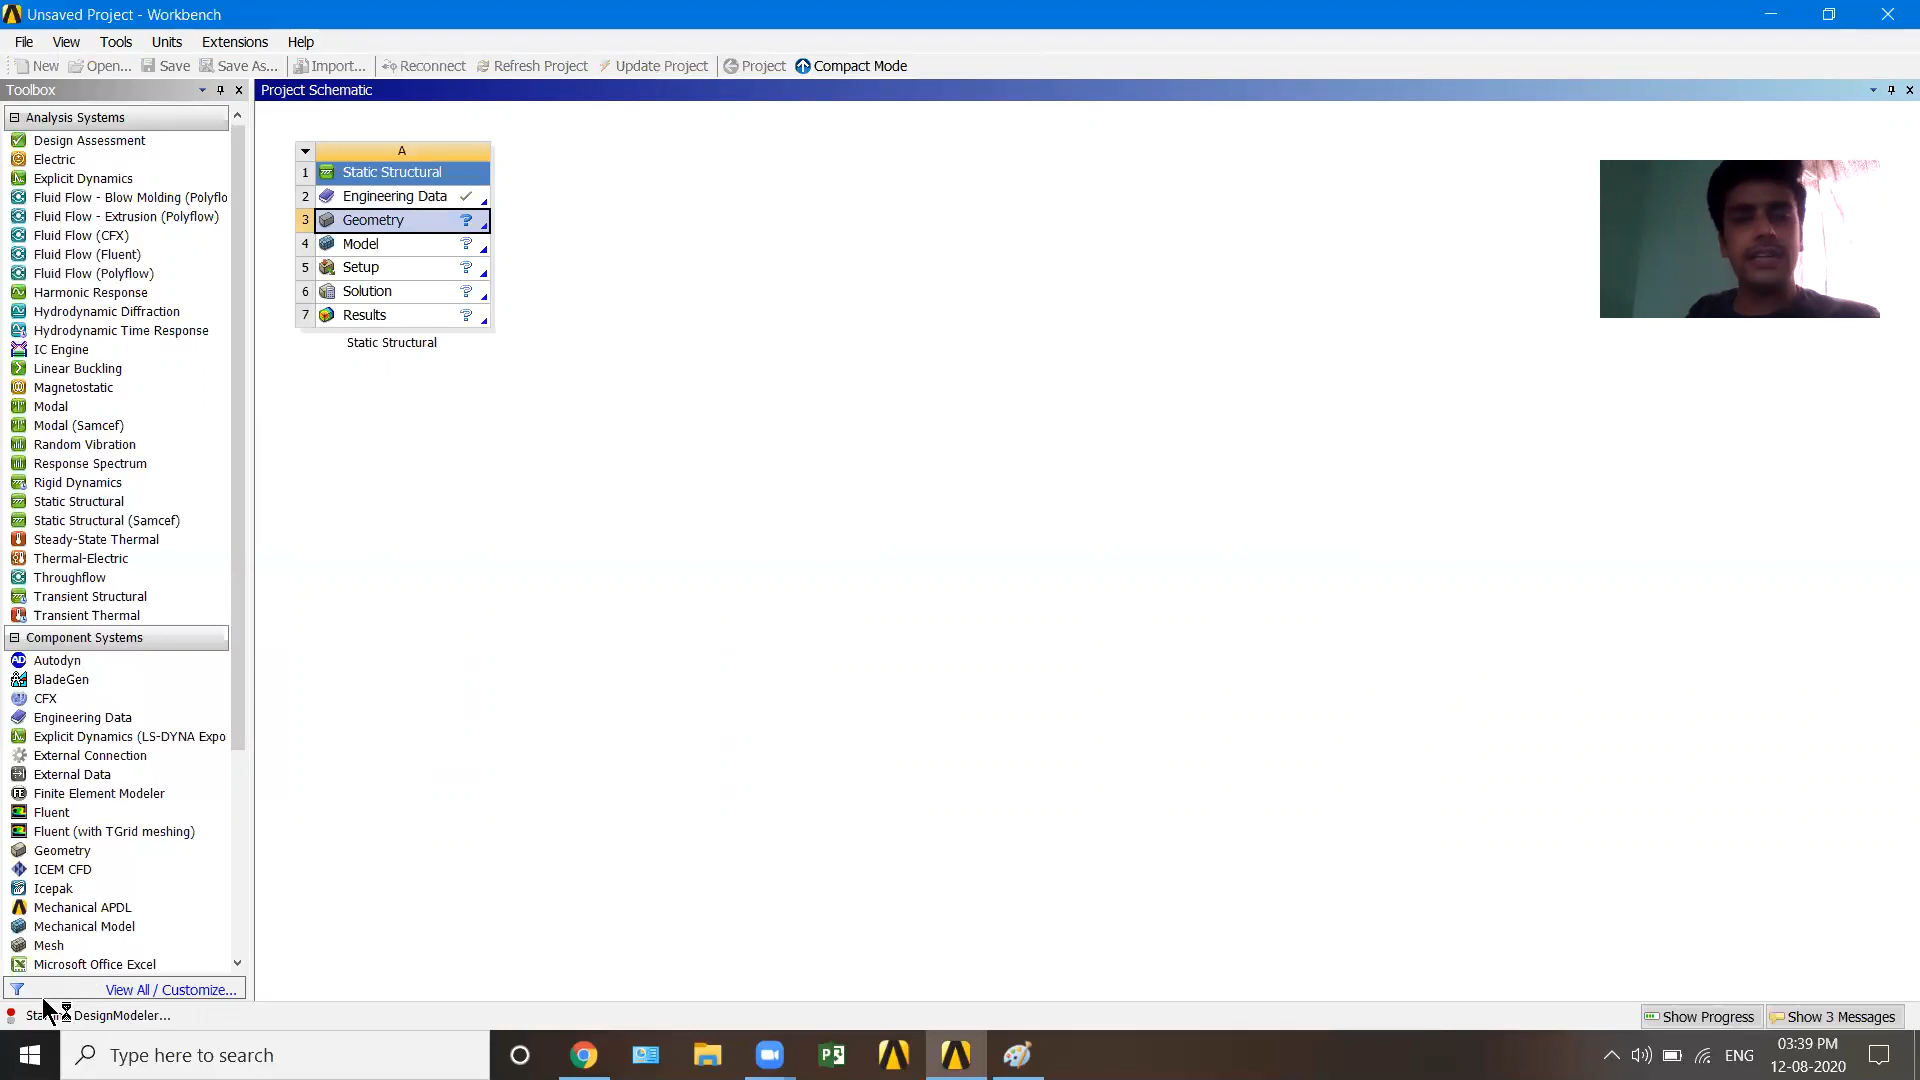 Unsaved Project - Workbench
File View Tools Units Extensions Help
New Open... Save Save As... Import... Reconnect Refresh Project Update Project Project Compact Mode
Toolbox
Project Schematic
Analysis Systems
Design Assessment
Electric
Explicit Dynamics
Fluid Flow - Blow Molding (Polyflo
Fluid Flow - Extrusion (Polyflow)
Fluid Flow (CFX)
Fluid Flow (Fluent)
Fluid Flow (Polyflow)
Harmonic Response
Hydrodynamic Diffraction
Hydrodynamic Time Response
IC Engine
Linear Buckling
Magnetostatic
Modal
Modal (Samcef)
Random Vibration
Response Spectrum
Rigid Dynamics
Static Structural
Static Structural (Samcef)
Steady-State Thermal
Thermal-Electric
Throughflow
Transient Structural
Transient Thermal
Component Systems
Autodyn
BladeGen
CFX
Engineering Data
Explicit Dynamics (LS-DYNA Expo
External Connection
External Data
Finite Element Modeler
Fluent
Fluent (with TGrid meshing)
Geometry
ICEM CFD
Icepak
Mechanical APDL
Mechanical Model
Mesh
Microsoft Office Excel
View All / Customize...
A
1 Static Structural
2 Engineering Data
3 Geometry
4 Model
5 Setup
6 Solution
7 Results
Static Structural
DesignModeler...
Show Progress
Show 3 Messages
Type here to search
ENG
03:39 PM
12-08-2020